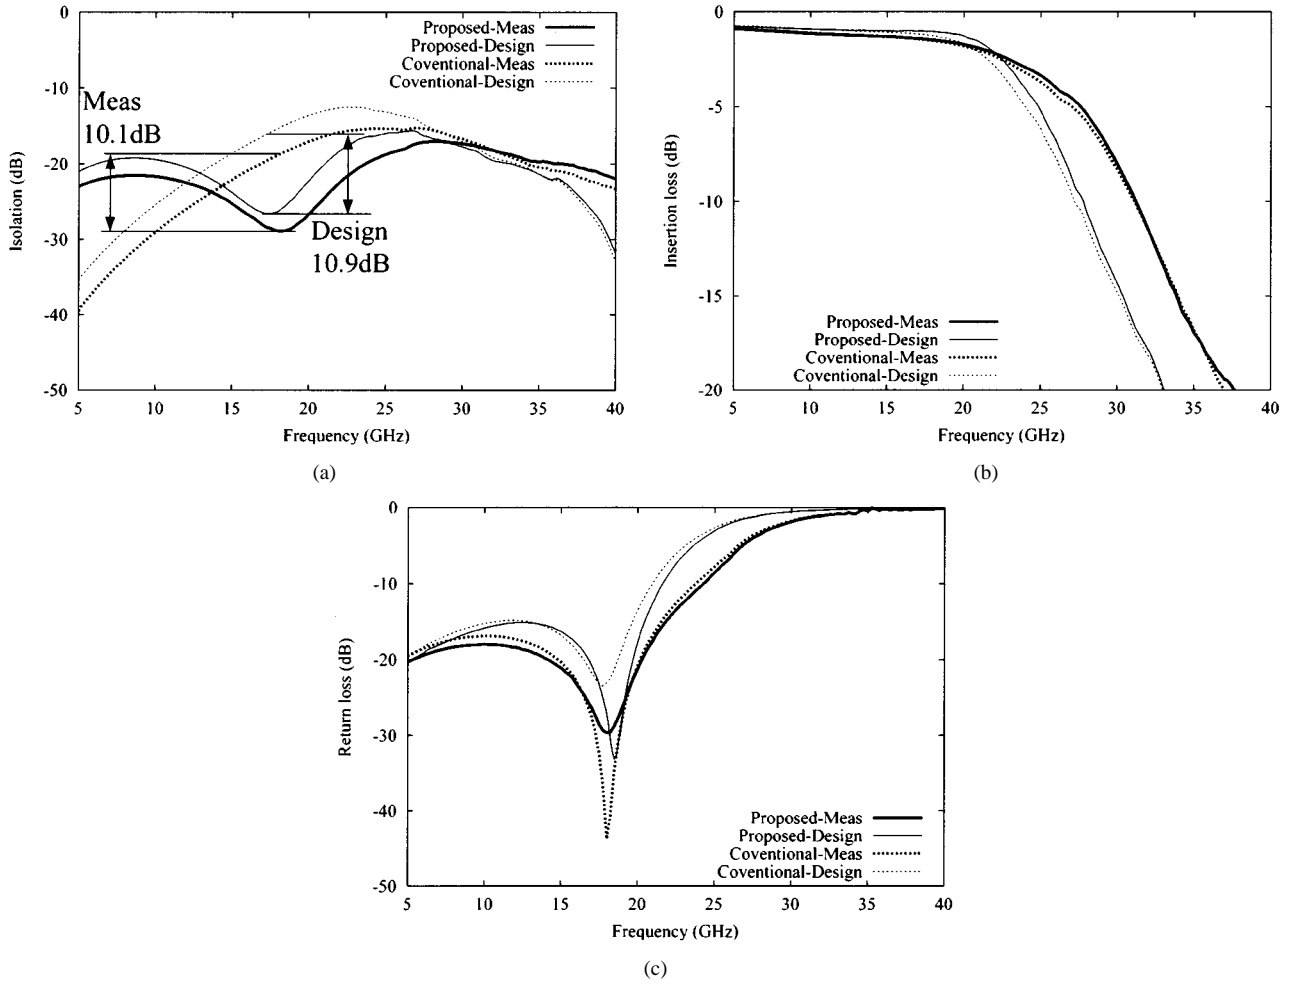 0
-10
-20
-30
-40
-50
5 10 15 20 25 30 35 40
Isolation (dB)
Frequency (GHz)
Proposed-Meas
Proposed-Design
Coventional-Meas
Coventional-Design
Meas
10.1dB
Design
10.9dB
(a)
0
-5
-10
-15
-20
5 10 15 20 25 30 35 40
Insertion loss (dB)
Frequency (GHz)
Proposed-Meas
Proposed-Design
Coventional-Meas
Coventional-Design
(b)
0
-10
-20
-30
-40
-50
5 10 15 20 25 30 35 40
Return loss (dB)
Frequency (GHz)
Proposed-Meas
Proposed-Design
Coventional-Meas
Coventional-Design
(c)